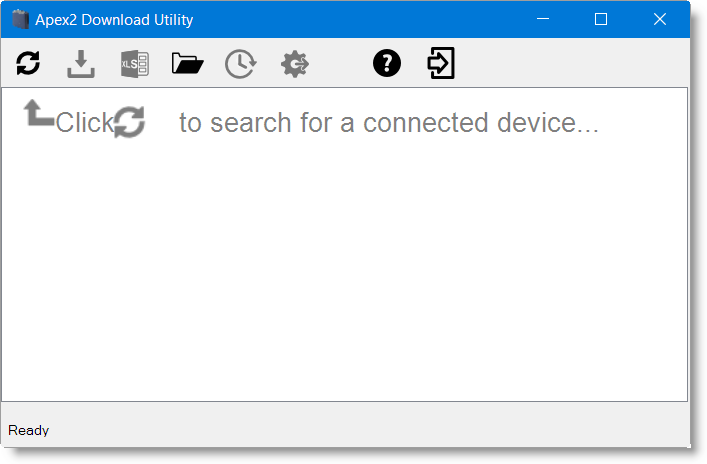 Apex2 Download Utility
XLS
?
Click to search for a connected device...
Ready